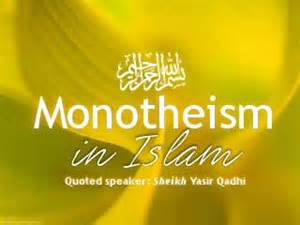 بسم الله الرحمن الرحيم
Monotheism
in Islam
Quoted speaker: Sheikh Yasir Qadhi